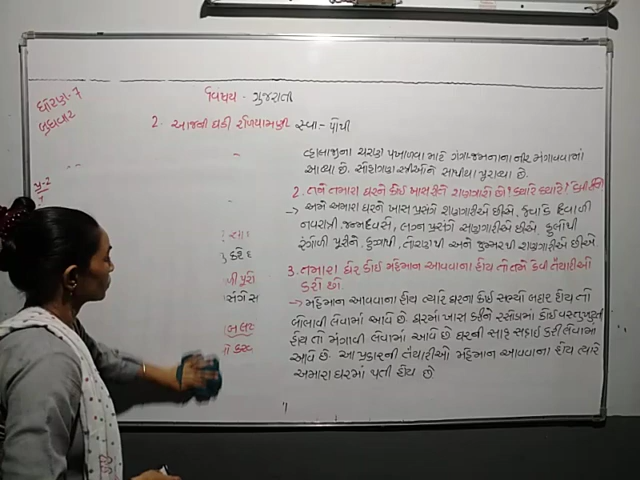 ધોરણ-7
વિષય - ગુજરાતી
બુધવાર
2. આજની ઘડી રળિયામણી સ્વા:- પોથી
વ્હાલાજીના ચરણ પખાળવા માટે ગંગા-જમનાના નીર મંગાવવામાં
આવ્યા છે. સોહાગણ સ્ત્રીઓને સાથીયા પુરાવ્યા છે.
પ્ર-2
2. તમે તમારા ઘરને કોઈ ખાસ રીતે શણગારો છો? ક્યારે ક્યારે? કેવી રીતે
→ અમે અમારા ઘરને ખાસ પ્રસંગે શણગારીએ છીએ. જેવાકે દિવાળી
નવરાત્રી, જન્મદિવસ, લગ્ન પ્રસંગે શણગારીએ છીએ. ફુલોથી
રંગોળી પૂરીને, ફુગ્ગાથી, તોરણથી અને જુમ્મરથી શણગારીએ છીએ
3. તમારા ઘેર કોઈ મહેમાન આવવાના હોય તો તમે કેવી તૈયારીઓ
કરો છો.
→ મહેમાન આવવાના હોય ત્યારે ઘરના કોઈ સભ્યો બહાર હોય તો
બોલાવી લેવામાં આવે છે ઘરમાં ખાસ કરીને રસોડામાં કોઈ વસ્તુ ખુટતી
હોય તો મંગાવી લેવામાં આવે છે ઘરની સાફ સફાઈ કરી લેવામાં
આવે છે. આ પ્રકારની તૈયારીઓ મહેમાન આવવાના હોય ત્યારે
અમારા ઘરમાં થતી હોય છે